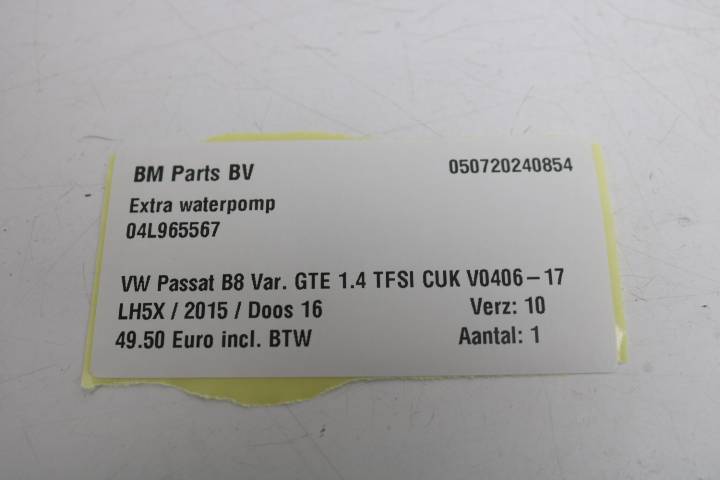 BM Parts BV 050720240854
Extra waterpomp
04L965567
VW Passat B8 Var. GTE 1.4 TFSI CUK V0406-17
LH5X / 2015 / Doos 16 Verz: 10
49.50 Euro incl. BTW Aantal: 1